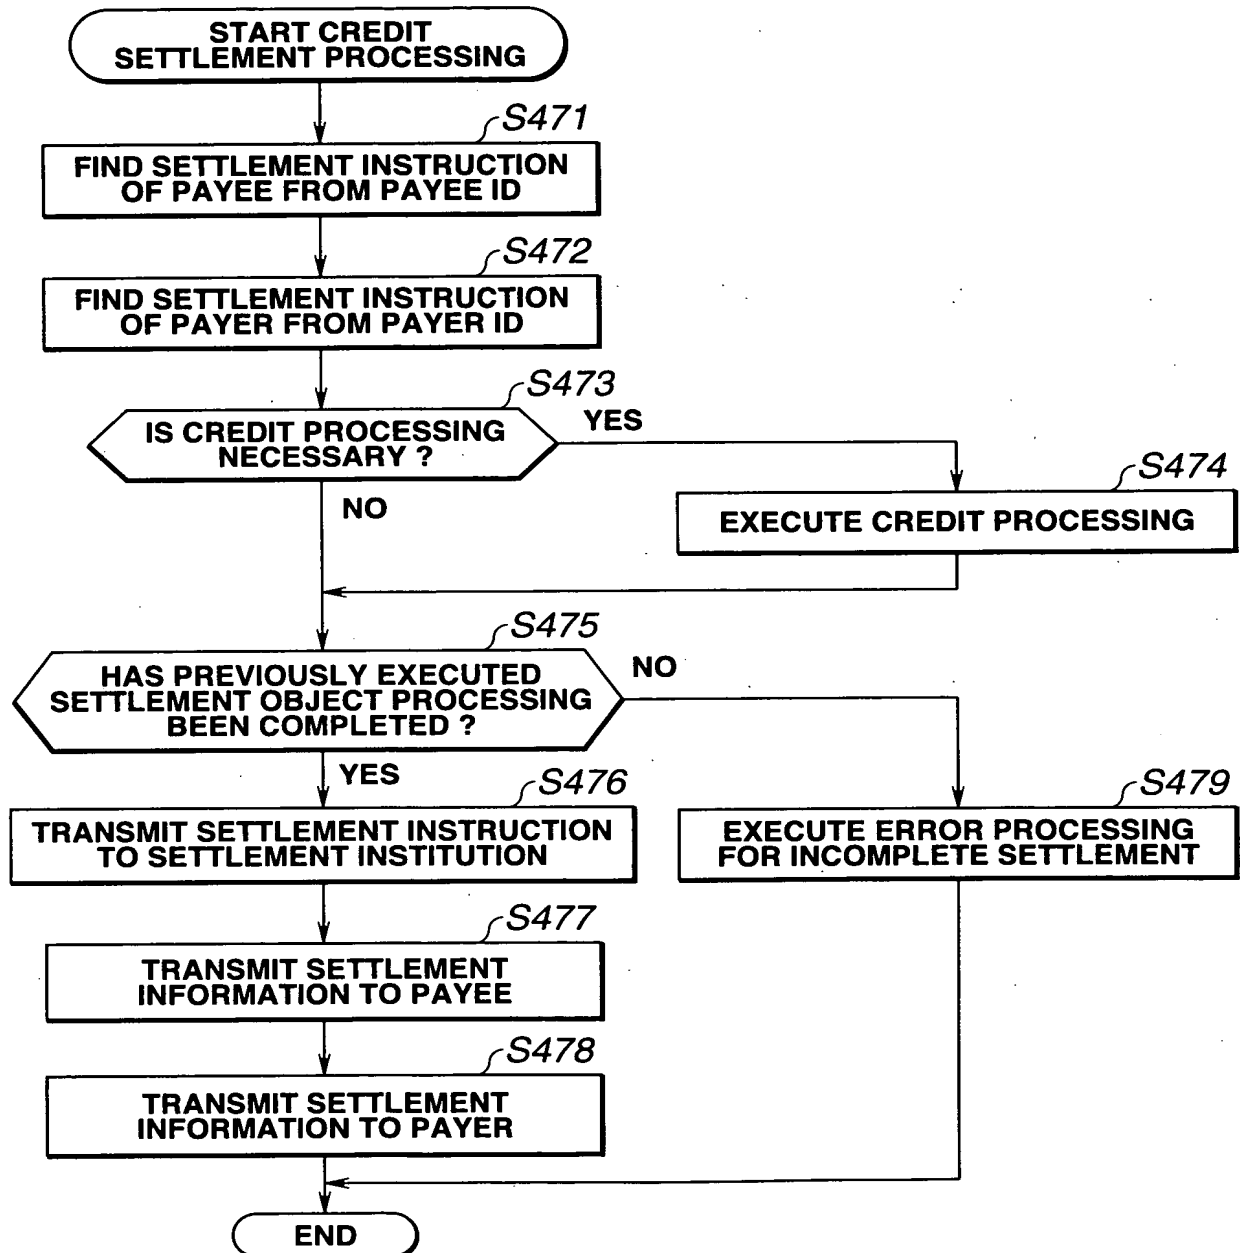 START CREDIT
SETTLEMENT PROCESSING
S471
FIND SETTLEMENT INSTRUCTION
OF PAYEE FROM PAYEE ID
S472
FIND SETTLEMENT INSTRUCTION
OF PAYER FROM PAYER ID
S473
IS CREDIT PROCESSING
NECESSARY ?
YES
NO
S474
EXECUTE CREDIT PROCESSING
S475
HAS PREVIOUSLY EXECUTED
SETTLEMENT OBJECT PROCESSING
BEEN COMPLETED ?
NO
YES
S476
TRANSMIT SETTLEMENT INSTRUCTION
TO SETTLEMENT INSTITUTION
S479
EXECUTE ERROR PROCESSING
FOR INCOMPLETE SETTLEMENT
S477
TRANSMIT SETTLEMENT
INFORMATION TO PAYEE
S478
TRANSMIT SETTLEMENT
INFORMATION TO PAYER
END